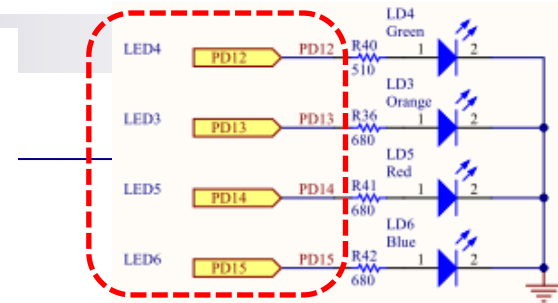 LD4
Green
LED4 PD12 PD12 R40 1 2
510
LD3
Orange
LED3 PD13 PD13 R36 1 2
680
LD5
Red
LED5 PD14 PD14 R41 1 2
680
LD6
Blue
LED6 PD15 PD15 R42 1 2
680